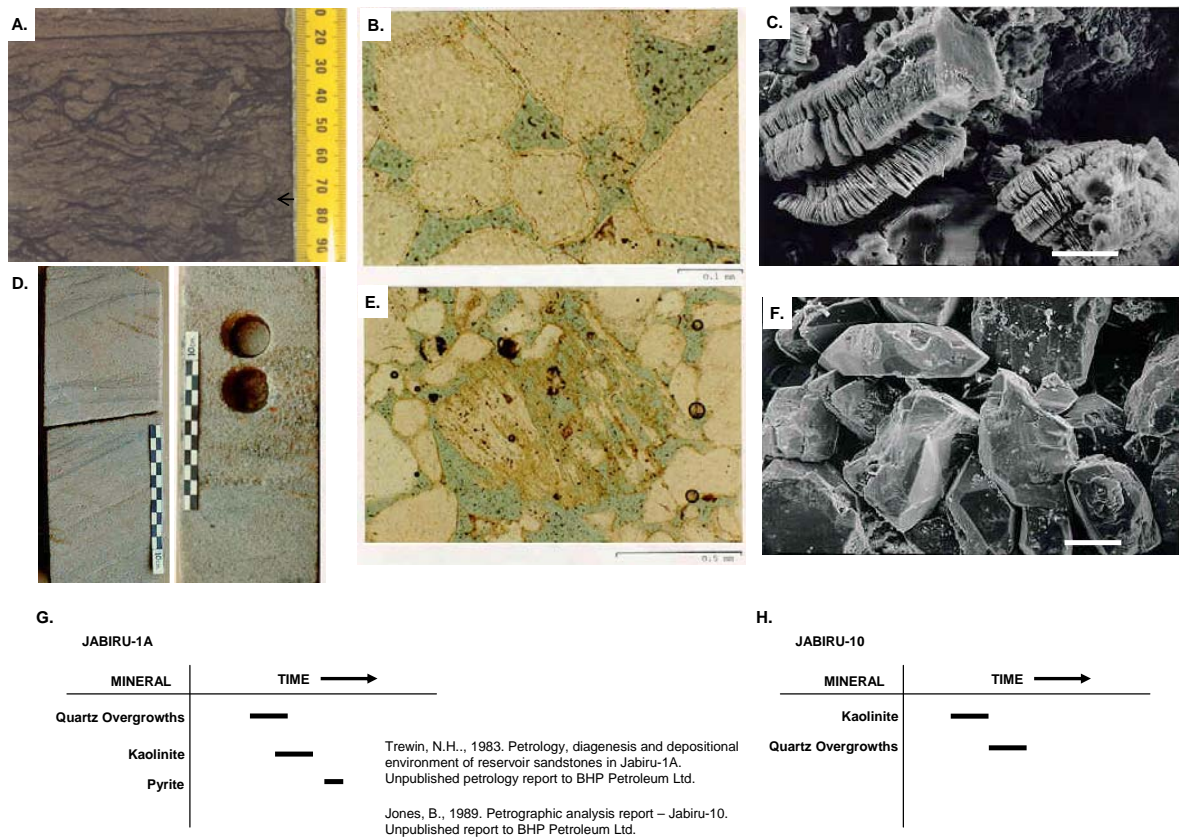 A.
20
30
40
50
60
70
80
90
B.
0.1 mm
C.
D.
10cm
10cm
E.
0.5 mm
F.
G.
JABIRU-1A
MINERAL
TIME
Quartz Overgrowths
Kaolinite
Pyrite
Trewin, N.H.., 1983. Petrology, diagenesis and depositional
environment of reservoir sandstones in Jabiru-1A.
Unpublished petrology report to BHP Petroleum Ltd.
Jones, B., 1989. Petrographic analysis report – Jabiru-10.
Unpublished report to BHP Petroleum Ltd.
H.
JABIRU-10
MINERAL
TIME
Kaolinite
Quartz Overgrowths